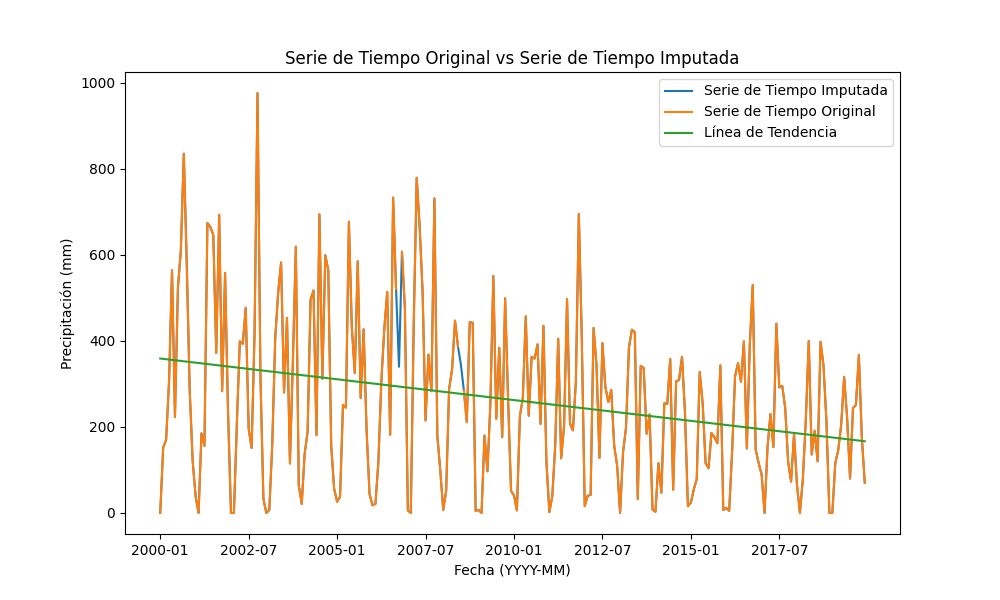 Serie de Tiempo Original vs Serie de Tiempo Imputada
Serie de Tiempo Imputada
Serie de Tiempo Original
Línea de Tendencia
Precipitación (mm)
1000
800
600
400
200
0
2000-01 2002-07 2005-01 2007-07 2010-01 2012-07 2015-01 2017-07
Fecha (YYYY-MM)